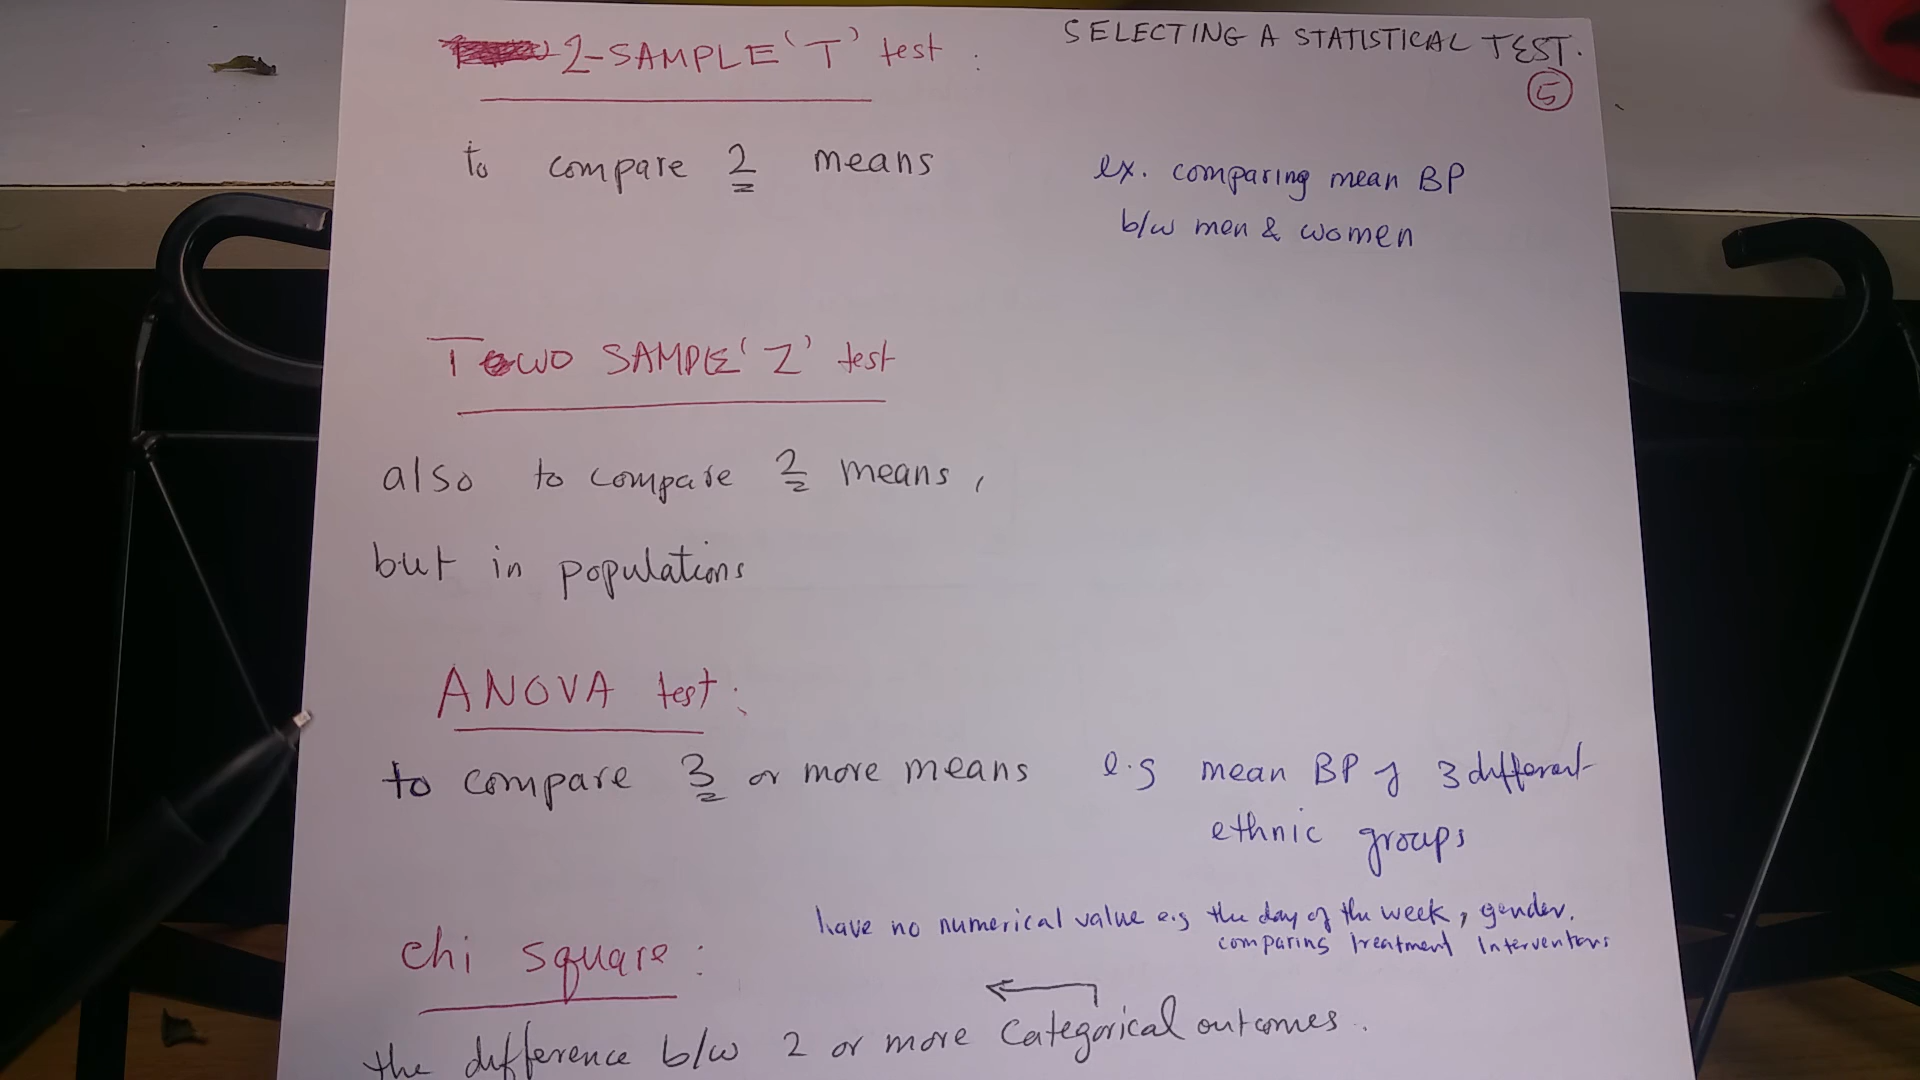 SELECTING A STATISTICAL TEST.
5
2-SAMPLE 'T' test :
to compare 2 means
ex. comparing mean BP
b/w men & women
TWO SAMPLE 'Z' test
also to compare 2 means,
but in populations
ANOVA test:
to compare 3 or more means
e.g mean BP of 3 different
ethnic groups
have no numerical value e.g the day of the week, gender.
comparing treatment Interventions
chi square :
the difference b/w 2 or more Categorical outcomes.